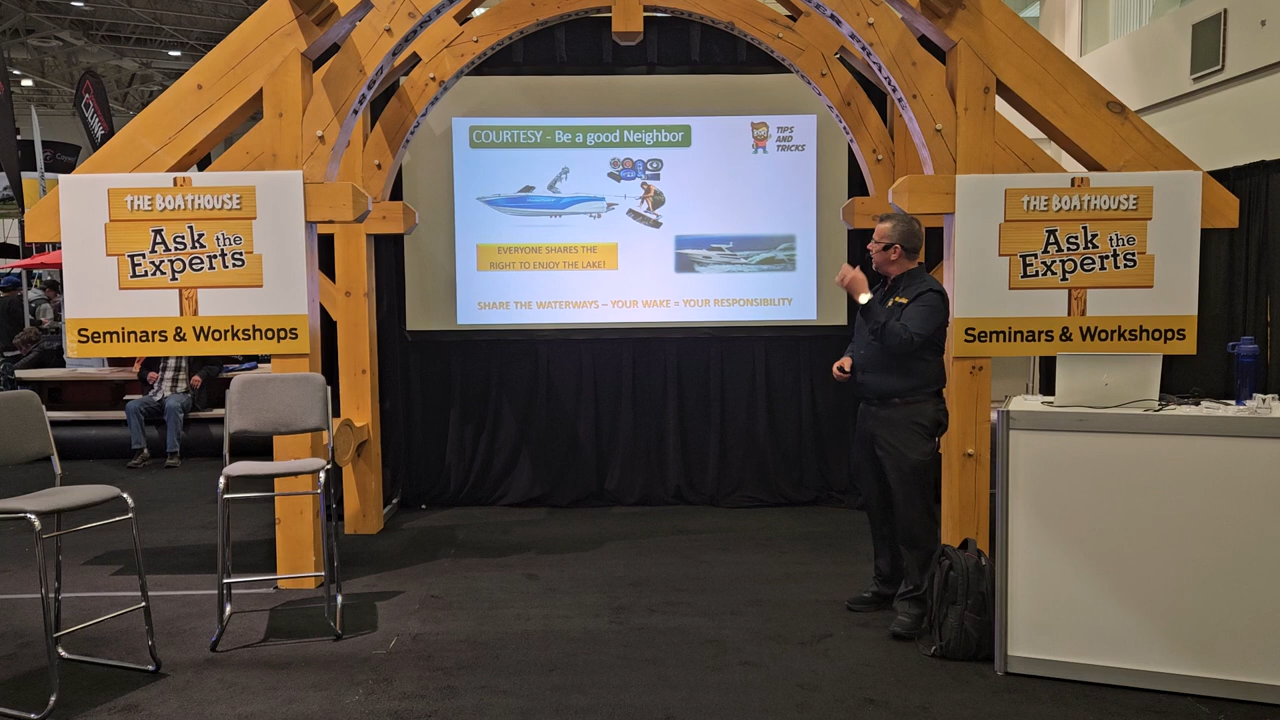 COURTESY - Be a good Neighbor
TIPS
AND
TRICKS
EVERYONE SHARES THE
RIGHT TO ENJOY THE LAKE!
SHARE THE WATERWAYS – YOUR WAKE = YOUR RESPONSIBILITY
THE BOATHOUSE
Ask the
Experts
Seminars & Workshops
THE BOATHOUSE
Ask the
Experts
Seminars & Workshops